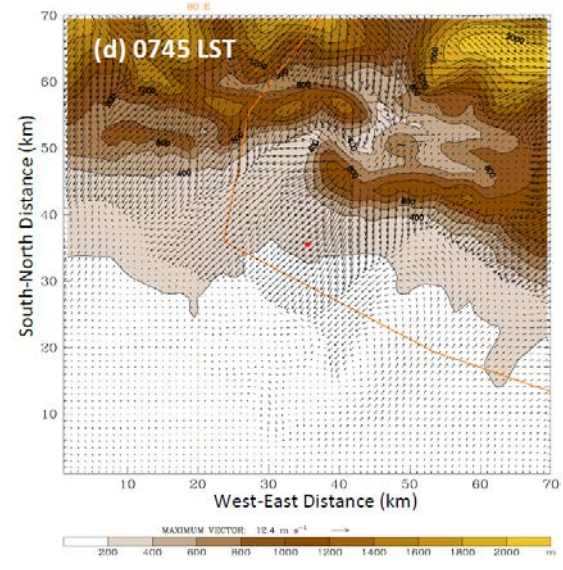 80 E
70
(d) 0745 LST
60
50
40
30
20
10
South-North Distance (km)
10 20 30 40 50 60 70
West-East Distance (km)
MAXIMUM VECTOR: 12.4 m s⁻¹
200 400 600 800 1000 1200 1400 1600 1800 2000 m